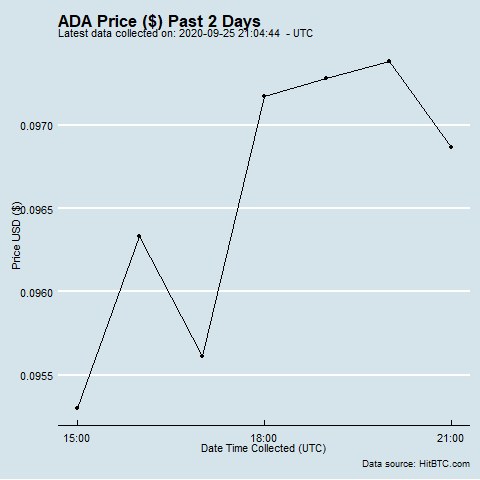 ADA Price ($) Past 2 Days
Latest data collected on: 2020-09-25 21:04:44 - UTC
0.0970
0.0965
0.0960
0.0955
Price USD ($)
15:00
18:00
21:00
Date Time Collected (UTC)
Data source: HitBTC.com